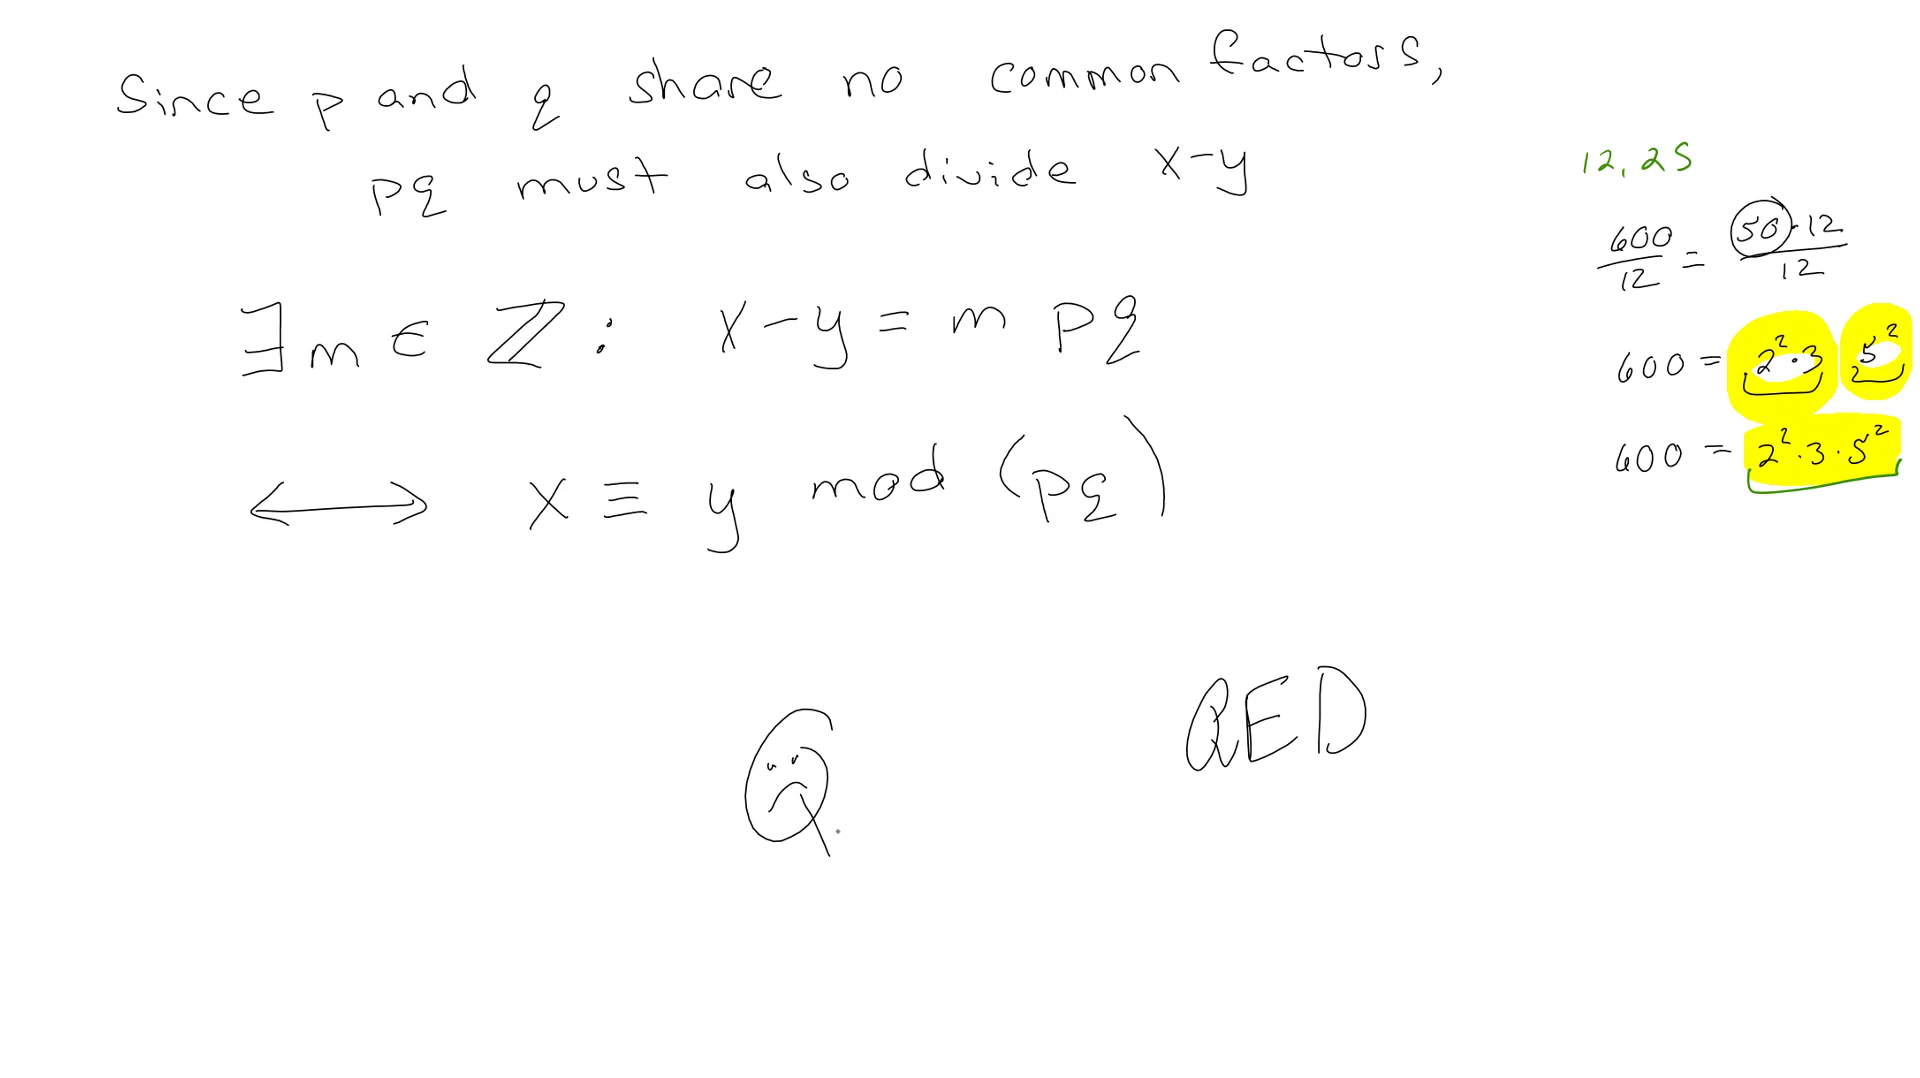 Since p and q share no common factors,
pq must also divide x-y
∃m ∈ ℤ: x-y = m pq
⟷ x ≡ y mod (pq)
Q
QED
12, 25
600/12 = 50·12/12
600 = 2²·3 5²
600 = 2²·3·5²